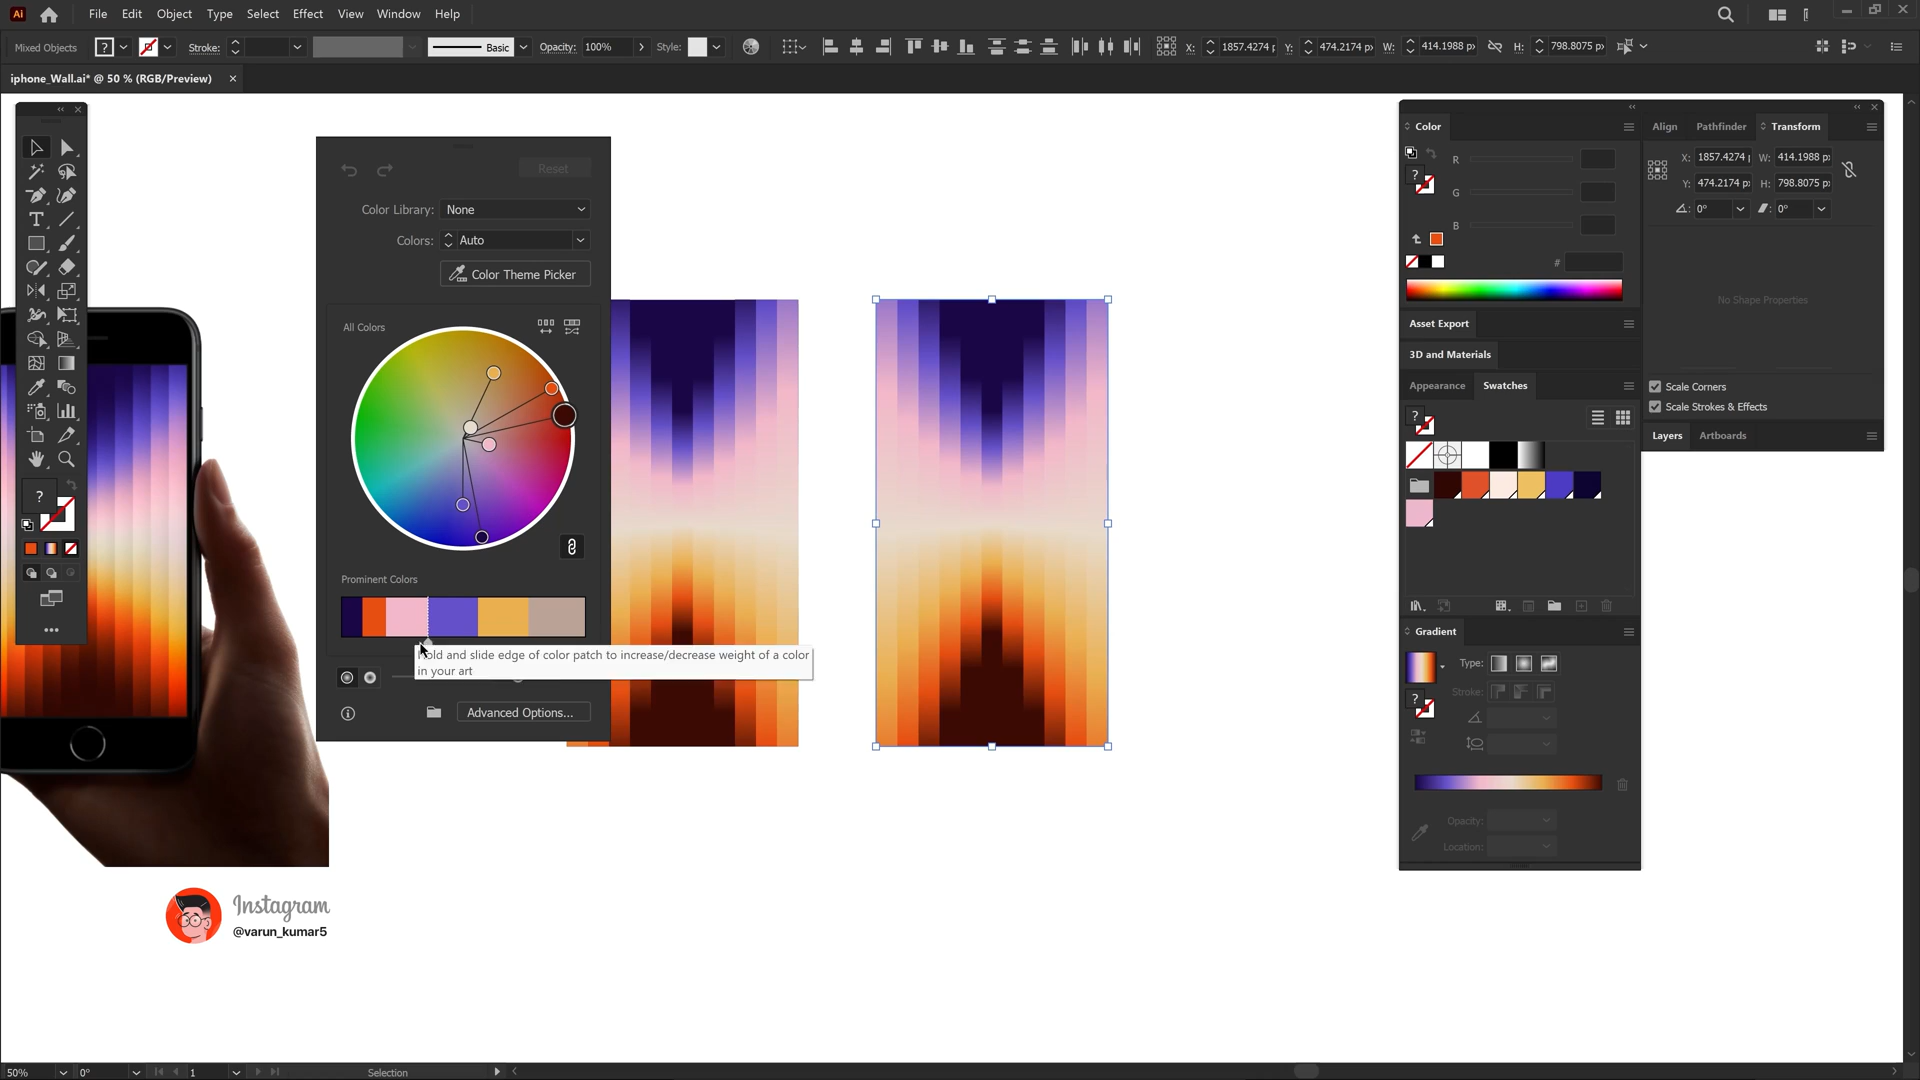 Ai
File Edit Object Type Select Effect View Window Help
Mixed Objects ? Stroke: Basic Opacity: 100% Style: X: 1857.4274 p Y: 474.2174 px W: 414.1988 px H: 798.8075 px
iphone_Wall.ai* @ 50 % (RGB/Preview)
?
Reset
Color Library: None
Colors: Auto
Color Theme Picker
All Colors
Prominent Colors
old and slide edge of color patch to increase/decrease weight of a color
in your art
Advanced Options...
Instagram
@varun_kumar5
Color
R
G
B
?
#
Asset Export
3D and Materials
Appearance Swatches
?
Gradient
Type:
Stroke:
?
Opacity:
Location:
Align Pathfinder Transform
X: 1857.4274 p W: 414.1988 px
Y: 474.2174 px H: 798.8075 px
0° 0°
No Shape Properties
Scale Corners
Scale Strokes & Effects
Layers Artboards
50% 0° 1 Selection